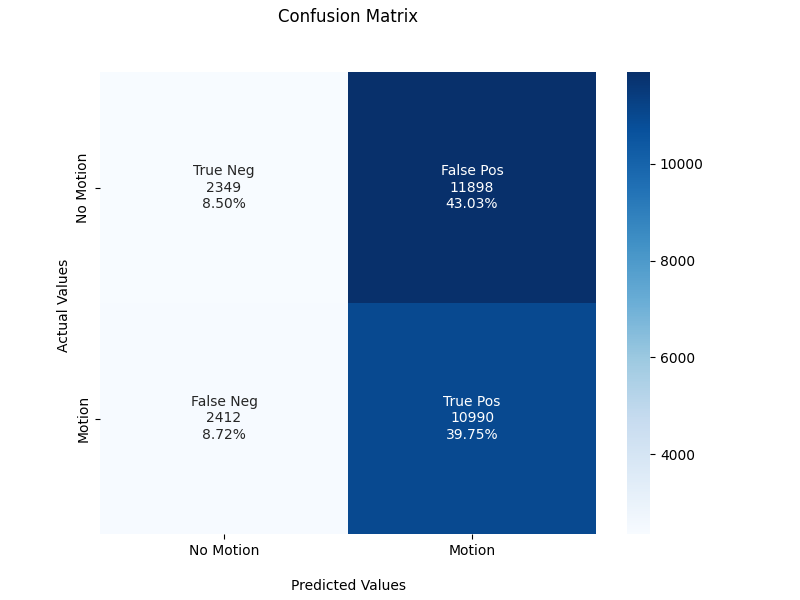 Confusion Matrix
True Neg
2349
8.50%
False Pos
11898
43.03%
False Neg
2412
8.72%
True Pos
10990
39.75%
No Motion
Motion
Actual Values
No Motion
Motion
Predicted Values
10000
8000
6000
4000